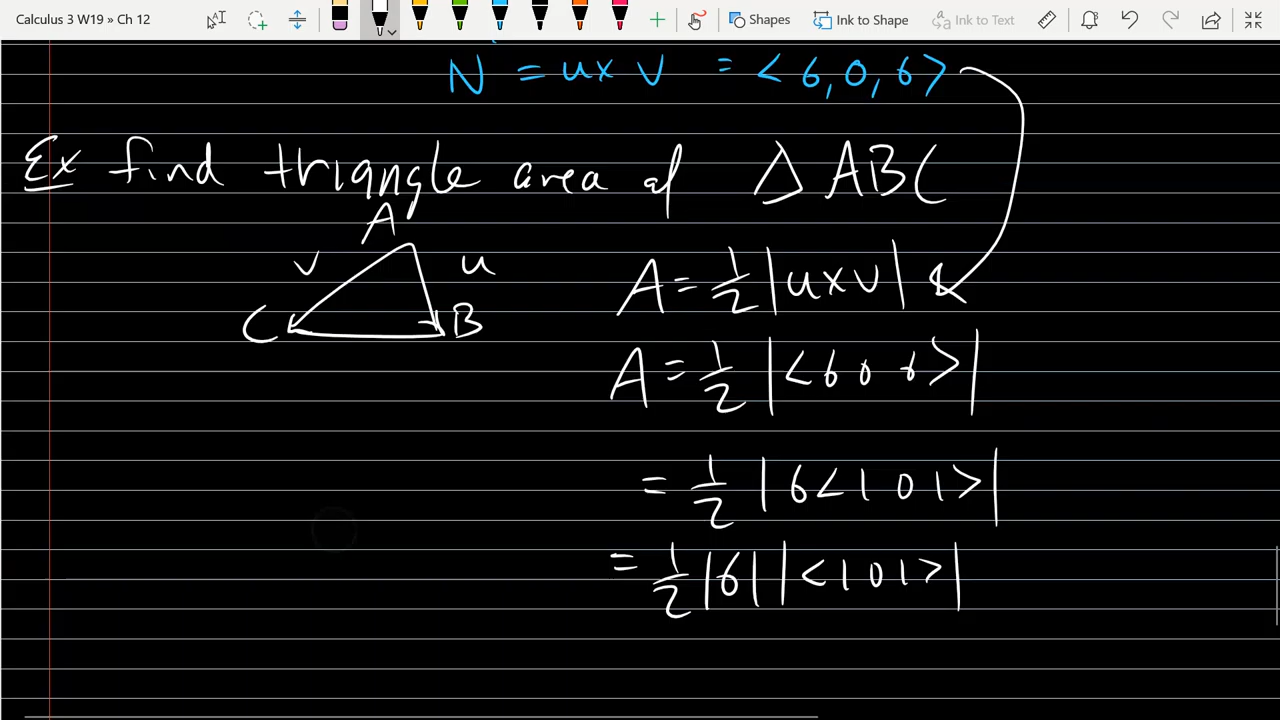 Calculus 3 W19 » Ch 12 Shapes Ink to Shape Ink to Text
N = u x v = < 6, 0, 6 >
Ex find triangle area of △ ABC
A
v u
C B
A = 1/2 |u x v|
A = 1/2 |< 6 0 6 >|
= 1/2 | 6 < 1 0 1 > |
= 1/2 |6| |< 1 0 1 >|